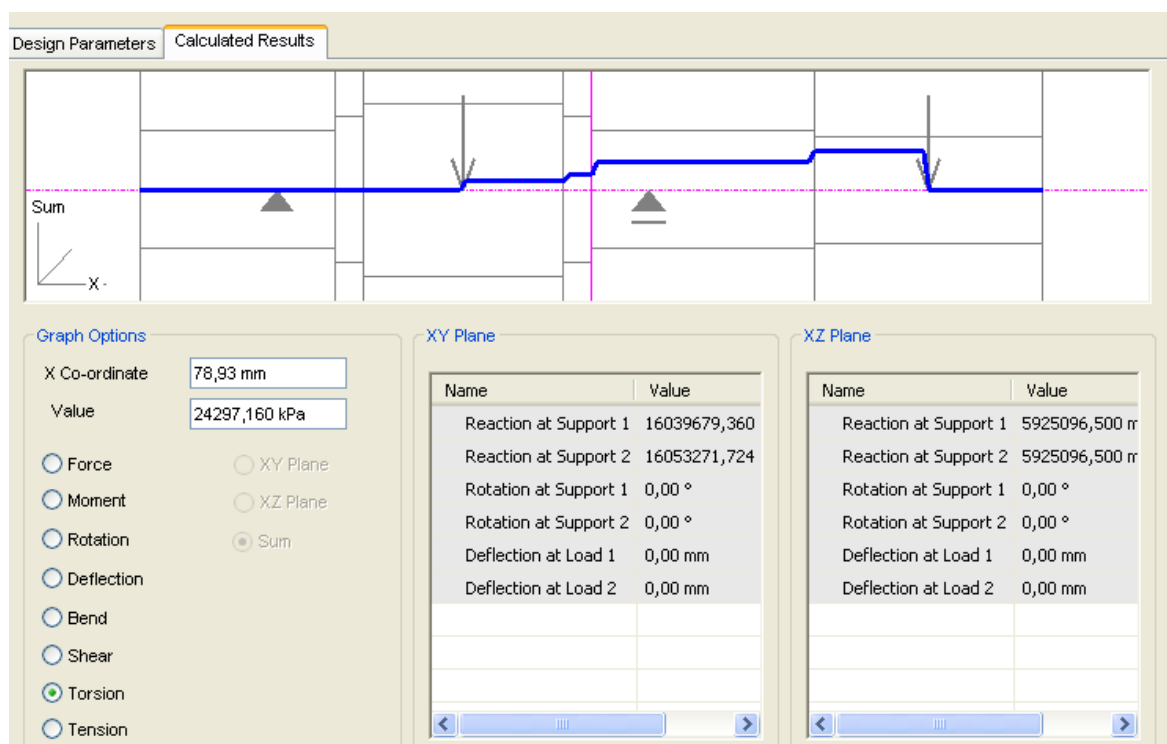 Design Parameters Calculated Results
Sum
X -
Graph Options
X Co-ordinate 78,93 mm
Value 24297,160 kPa
Force XY Plane
Moment XZ Plane
Rotation Sum
Deflection
Bend
Shear
Torsion
Tension
XY Plane
Name Value
Reaction at Support 1 16039679,360
Reaction at Support 2 16053271,724
Rotation at Support 1 0,00 °
Rotation at Support 2 0,00 °
Deflection at Load 1 0,00 mm
Deflection at Load 2 0,00 mm
XZ Plane
Name Value
Reaction at Support 1 5925096,500 m
Reaction at Support 2 5925096,500 m
Rotation at Support 1 0,00 °
Rotation at Support 2 0,00 °
Deflection at Load 1 0,00 mm
Deflection at Load 2 0,00 mm